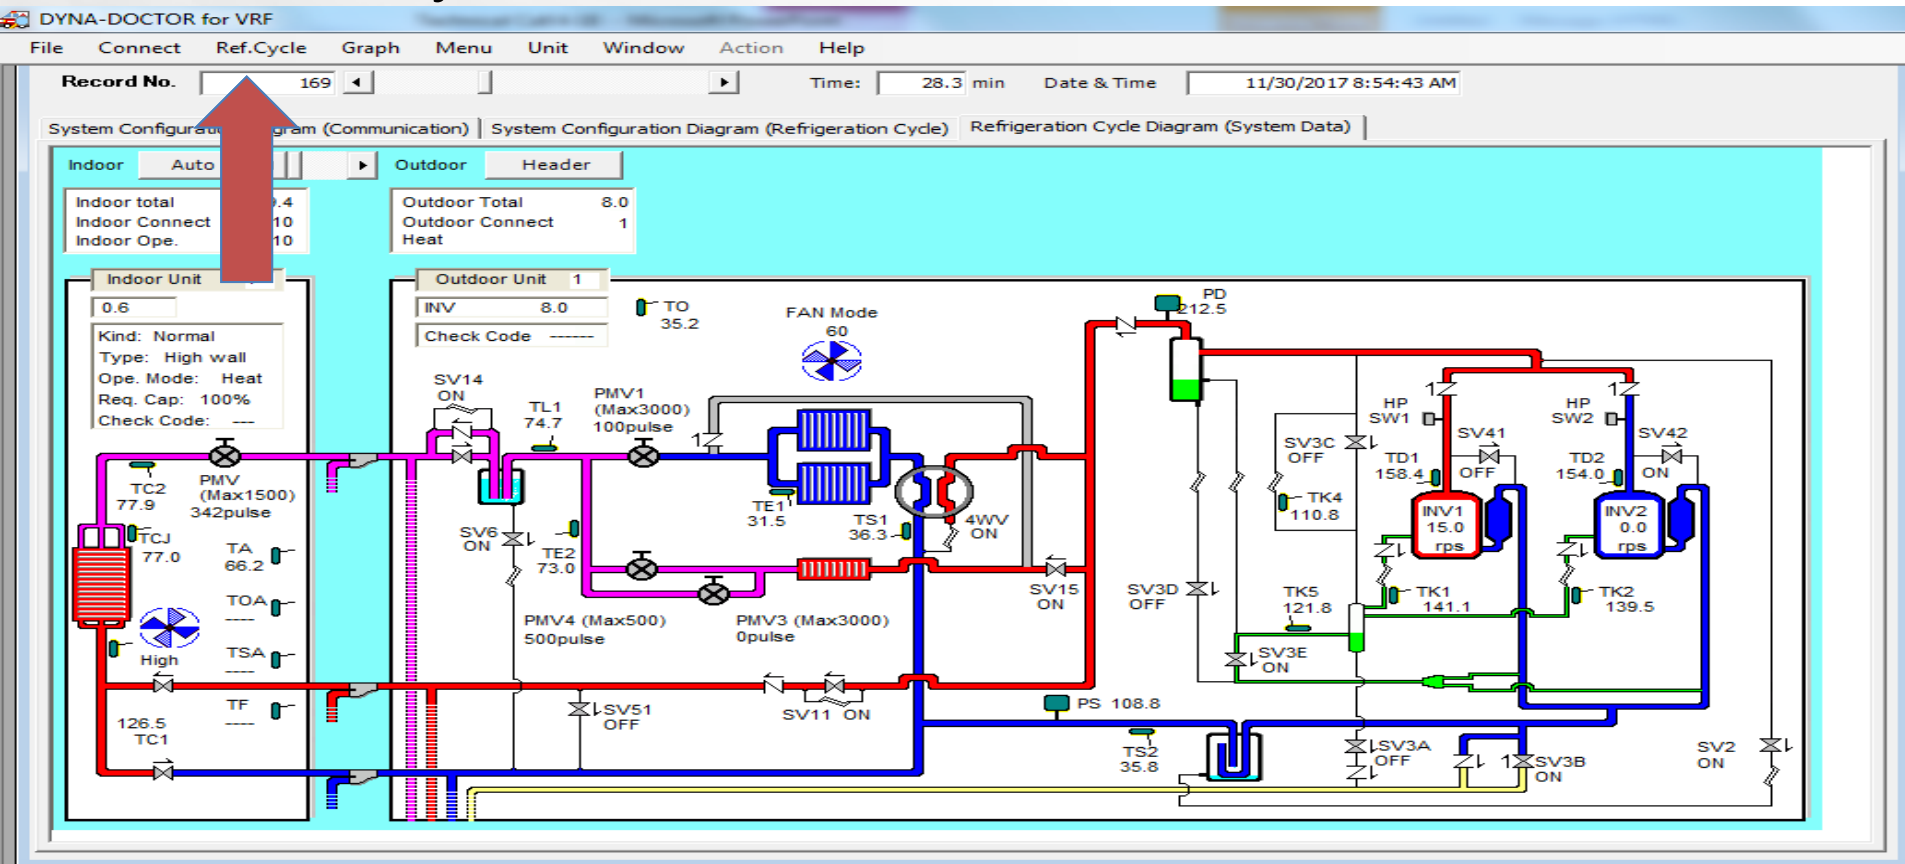 DYNA-DOCTOR for VRF
File Connect Ref.Cycle Graph Menu Unit Window Action Help
Record No. 169 Time: 28.3 min Date & Time 11/30/2017 8:54:43 AM
System Configur gram (Communication) System Configuration Diagram (Refrigeration Cycle) Refrigeration Cycle Diagram (System Data)
Indoor Auto Outdoor Header
Indoor total .4
Indoor Connect 10
Indoor Ope. 10
Outdoor Total 8.0
Outdoor Connect 1
Heat
Indoor Unit
0.6
Kind: Normal
Type: High wall
Ope. Mode: Heat
Req. Cap: 100%
Check Code: ---
Outdoor Unit 1
INV 8.0
Check Code ------
TO
35.2
FAN Mode
60
PD
212.5
SV14
ON
TL1
74.7
PMV1
(Max3000)
100pulse
1
HP
SW1
1
HP
SW2
1
SV3C
OFF
SV41
OFF
SV42
ON
TD1
158.4
TD2
154.0
TC2
77.9
PMV
(Max1500)
342pulse
TCJ
77.0
TA
66.2
TOA
----
TSA
----
TF
----
High
126.5
TC1
SV6
ON
TE2
73.0
TE1
31.5
TS1
36.3
4WV
ON
TK4
110.8
INV1
15.0
rps
INV2
0.0
rps
SV15
ON
SV3D
OFF
TK5
121.8
TK1
141.1
TK2
139.5
PMV4 (Max500)
500pulse
PMV3 (Max3000)
0pulse
SV3E
ON
SV51
OFF
SV11 ON
PS 108.8
TS2
35.8
SV3A
OFF
1
SV3B
ON
SV2
ON